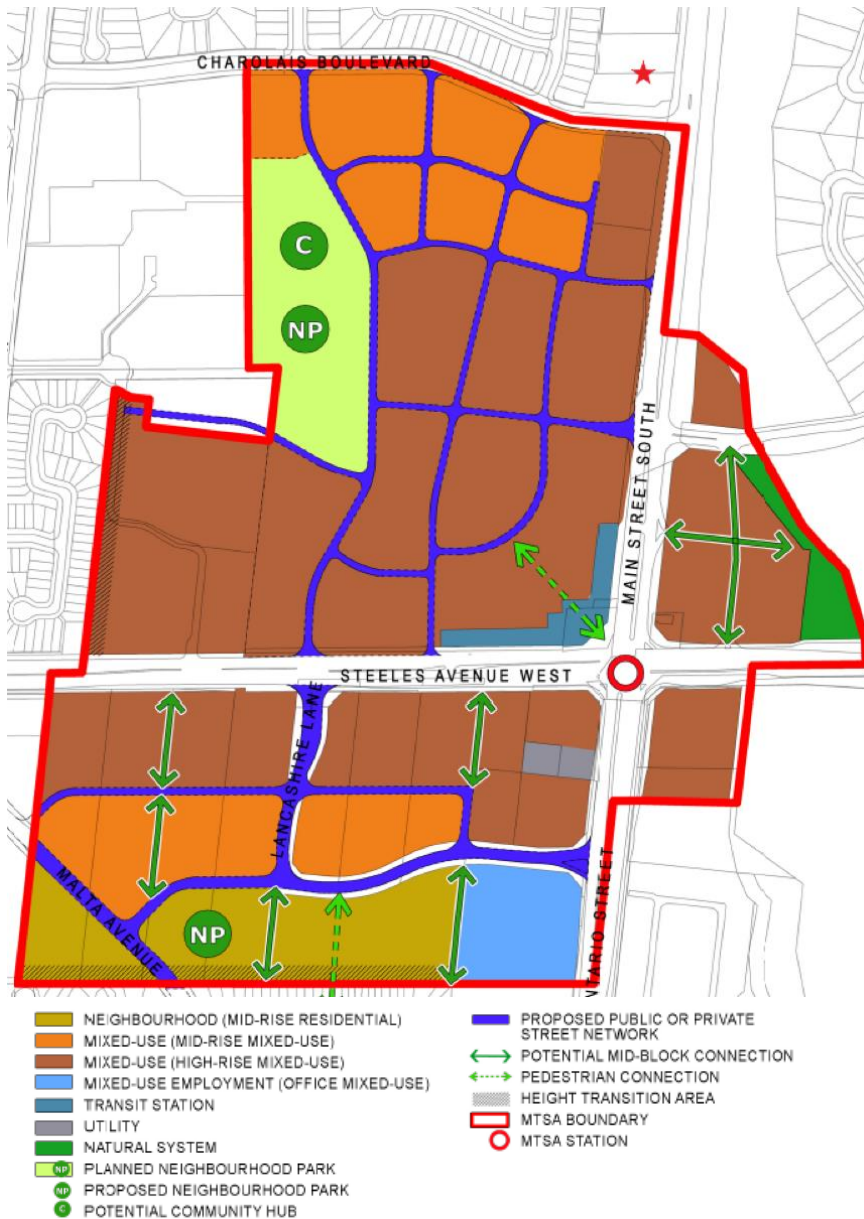 CHAROLAIS BOULEVARD
C
NP
MAIN STREET SOUTH
STEELES AVENUE WEST
LANCASHIRE LANE
MALTA AVENUE
NP
NTARIO STREET
NEIGHBOURHOOD (MID-RISE RESIDENTIAL)
MIXED-USE (MID-RISE MIXED-USE)
MIXED-USE (HIGH-RISE MIXED-USE)
MIXED-USE EMPLOYMENT (OFFICE MIXED-USE)
TRANSIT STATION
UTILITY
NATURAL SYSTEM
NP PLANNED NEIGHBOURHOOD PARK
NP PROPOSED NEIGHBOURHOOD PARK
C POTENTIAL COMMUNITY HUB
PROPOSED PUBLIC OR PRIVATE
STREET NETWORK
POTENTIAL MID-BLOCK CONNECTION
PEDESTRIAN CONNECTION
HEIGHT TRANSITION AREA
MTSA BOUNDARY
MTSA STATION